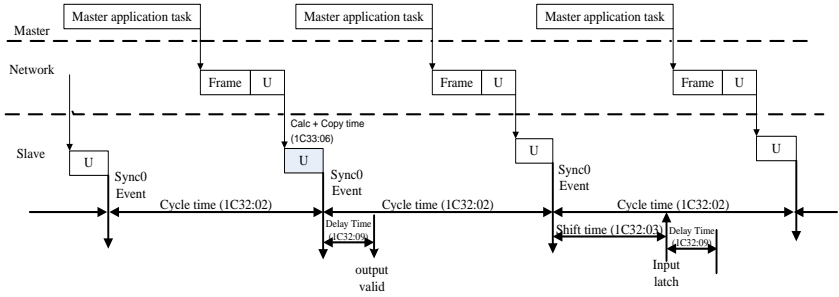 Master application task
Master application task
Master application task
Master
Network
Frame U
Frame U
Frame U
Calc + Copy time
(1C33:06)
Slave
U
U
U
U
Sync0
Event
Sync0
Event
Sync0
Event
Cycle time (1C32:02)
Cycle time (1C32:02)
Cycle time (1C32:02)
Delay Time
(1C32:09)
Shift time (1C32:03)
Delay Time
(1C32:09)
output
valid
Input
latch